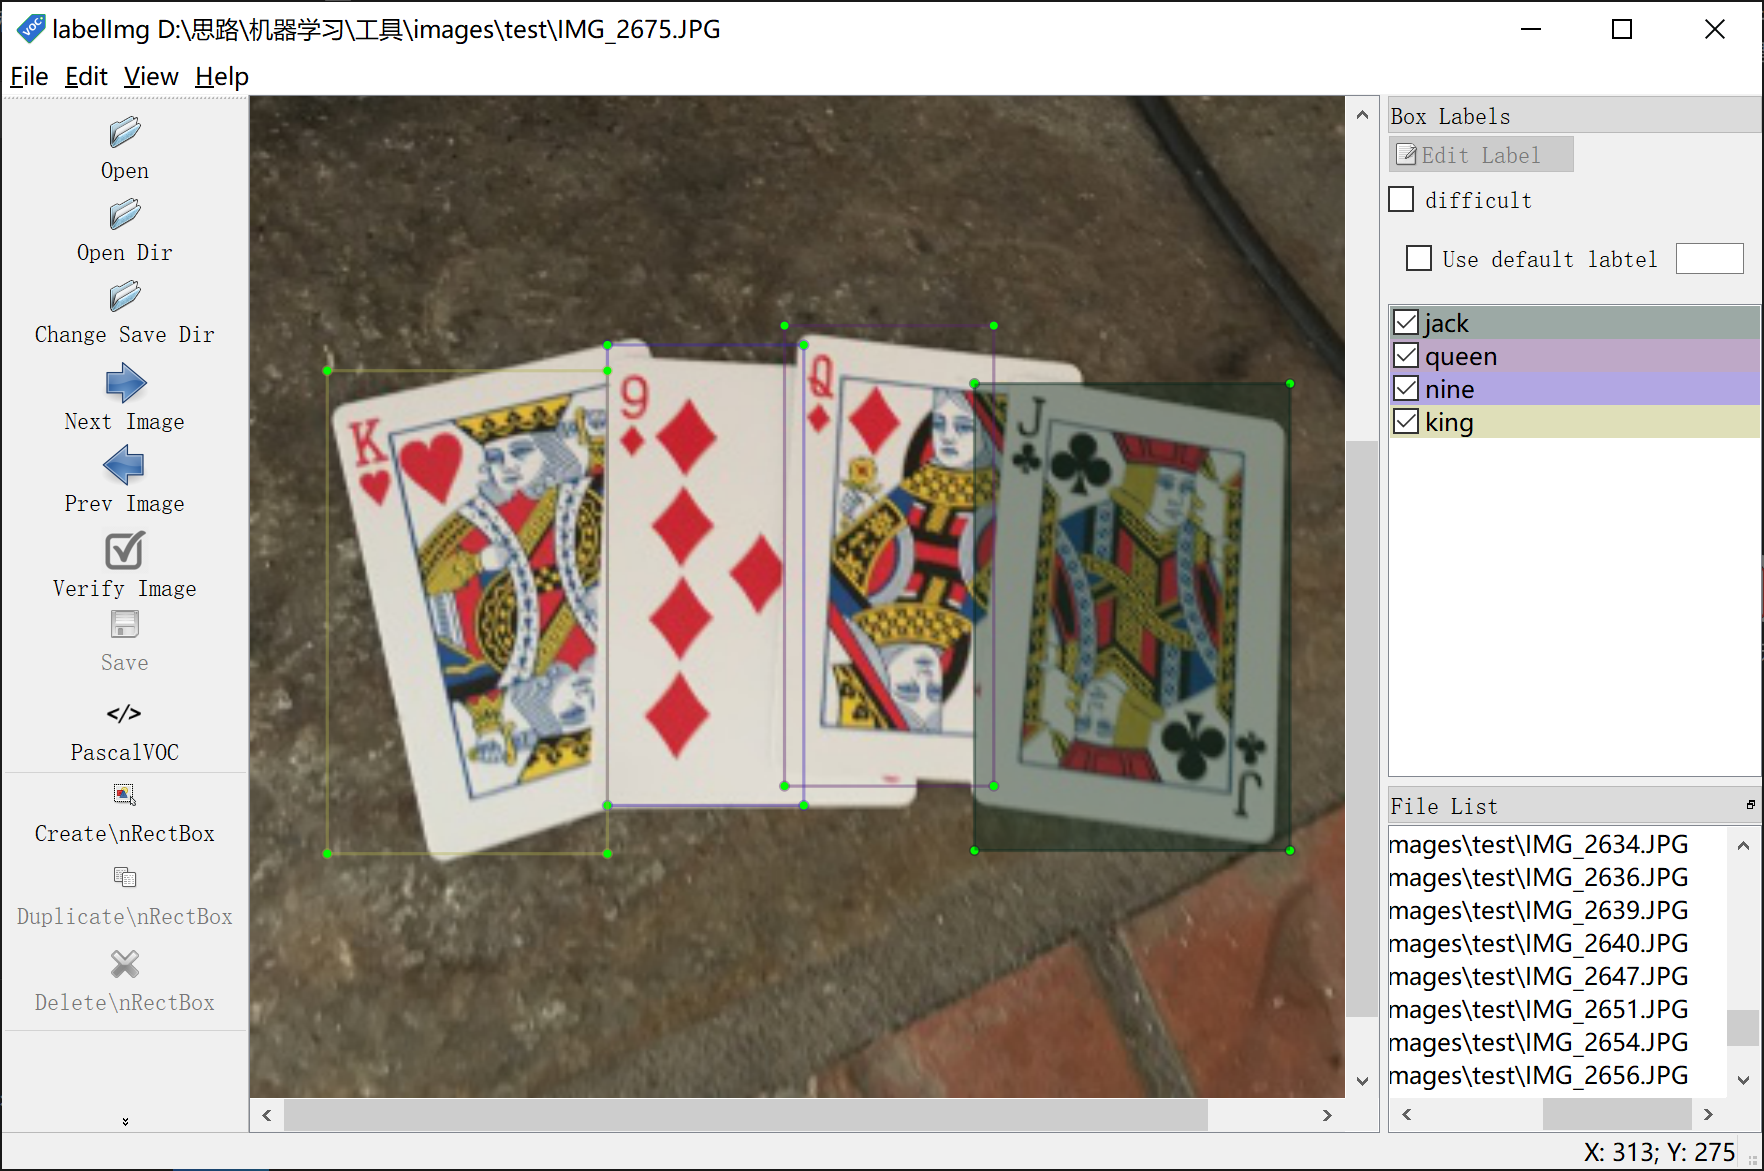 VOC labelImg D:\思路\机器学习\工具\images\test\IMG_2675.JPG
File Edit View Help
Open
Open Dir
Change Save Dir
Next Image
Prev Image
Verify Image
Save
</>
PascalVOC
Create\nRectBox
Duplicate\nRectBox
Delete\nRectBox
K
9
Q
J
J
Box Labels
Edit Label
difficult
Use default labtel
jack
queen
nine
king
File List
mages\test\IMG_2634.JPG
mages\test\IMG_2636.JPG
mages\test\IMG_2639.JPG
mages\test\IMG_2640.JPG
mages\test\IMG_2647.JPG
mages\test\IMG_2651.JPG
mages\test\IMG_2654.JPG
mages\test\IMG_2656.JPG
X: 313; Y: 275